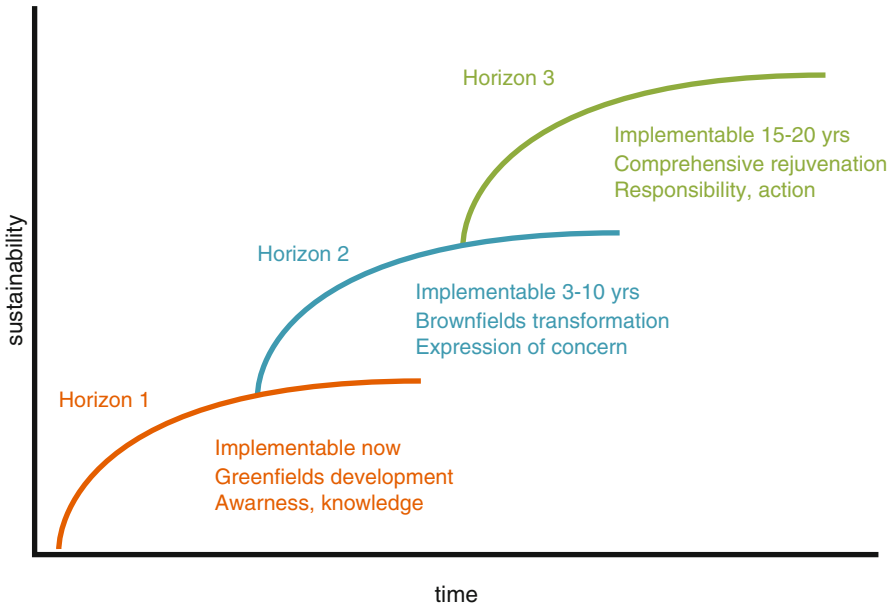 Horizon 3
Implementable 15-20 yrs
Comprehensive rejuvenation
Responsibility, action
Horizon 2
Implementable 3-10 yrs
Brownfields transformation
Expression of concern
Horizon 1
Implementable now
Greenfields development
Awarness, knowledge
sustainability
time